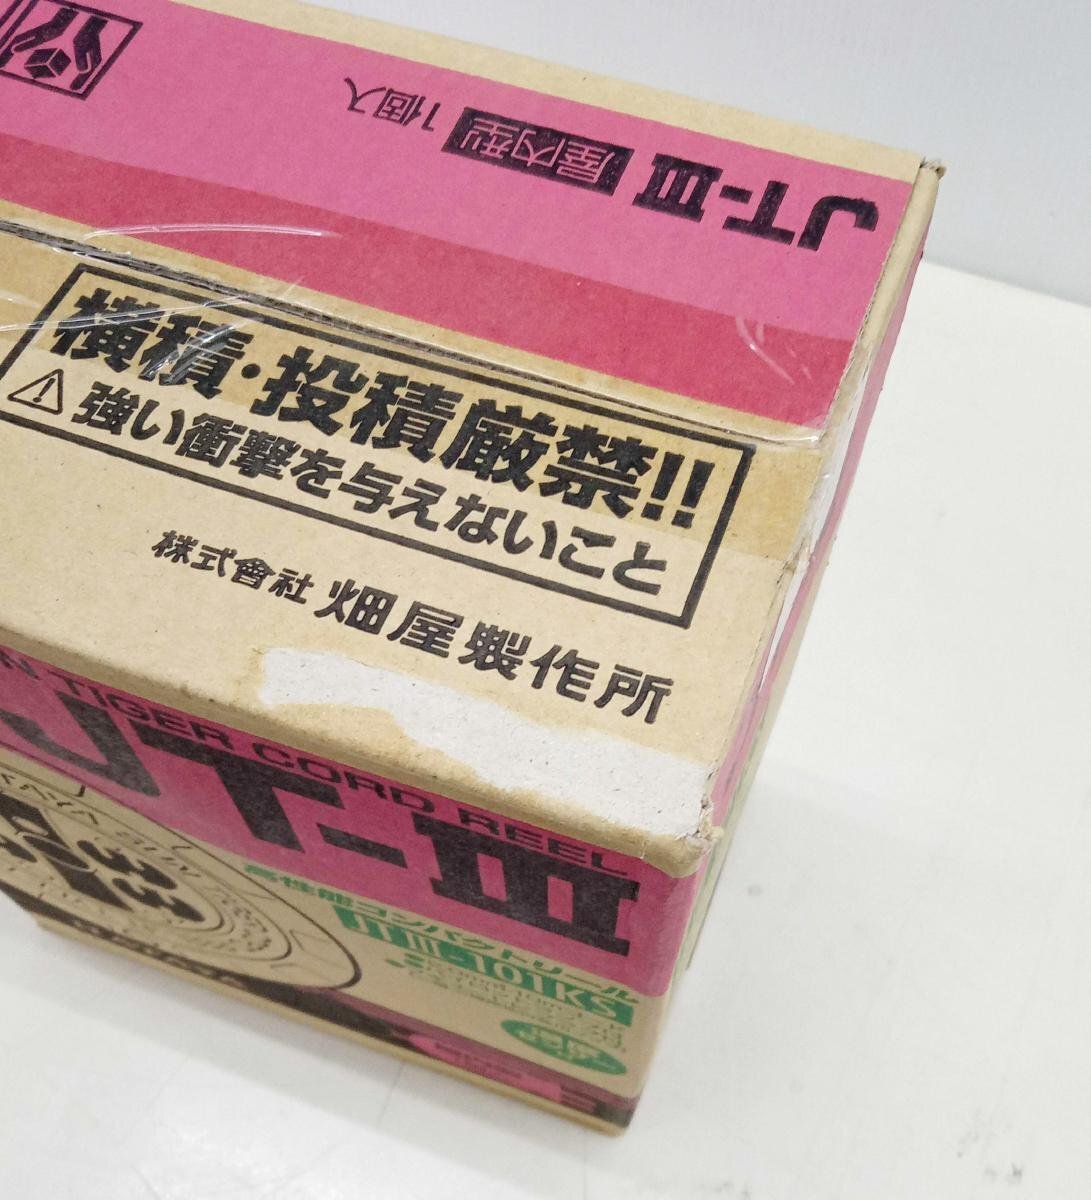 JT-III 屋内型 1個入
横積・投積厳禁!!
強い衝撃を与えないこと
株式會社 畑屋製作所
TIGER CORD REEL
JT-III
高性能コンパクトリール
JTIII-101KS